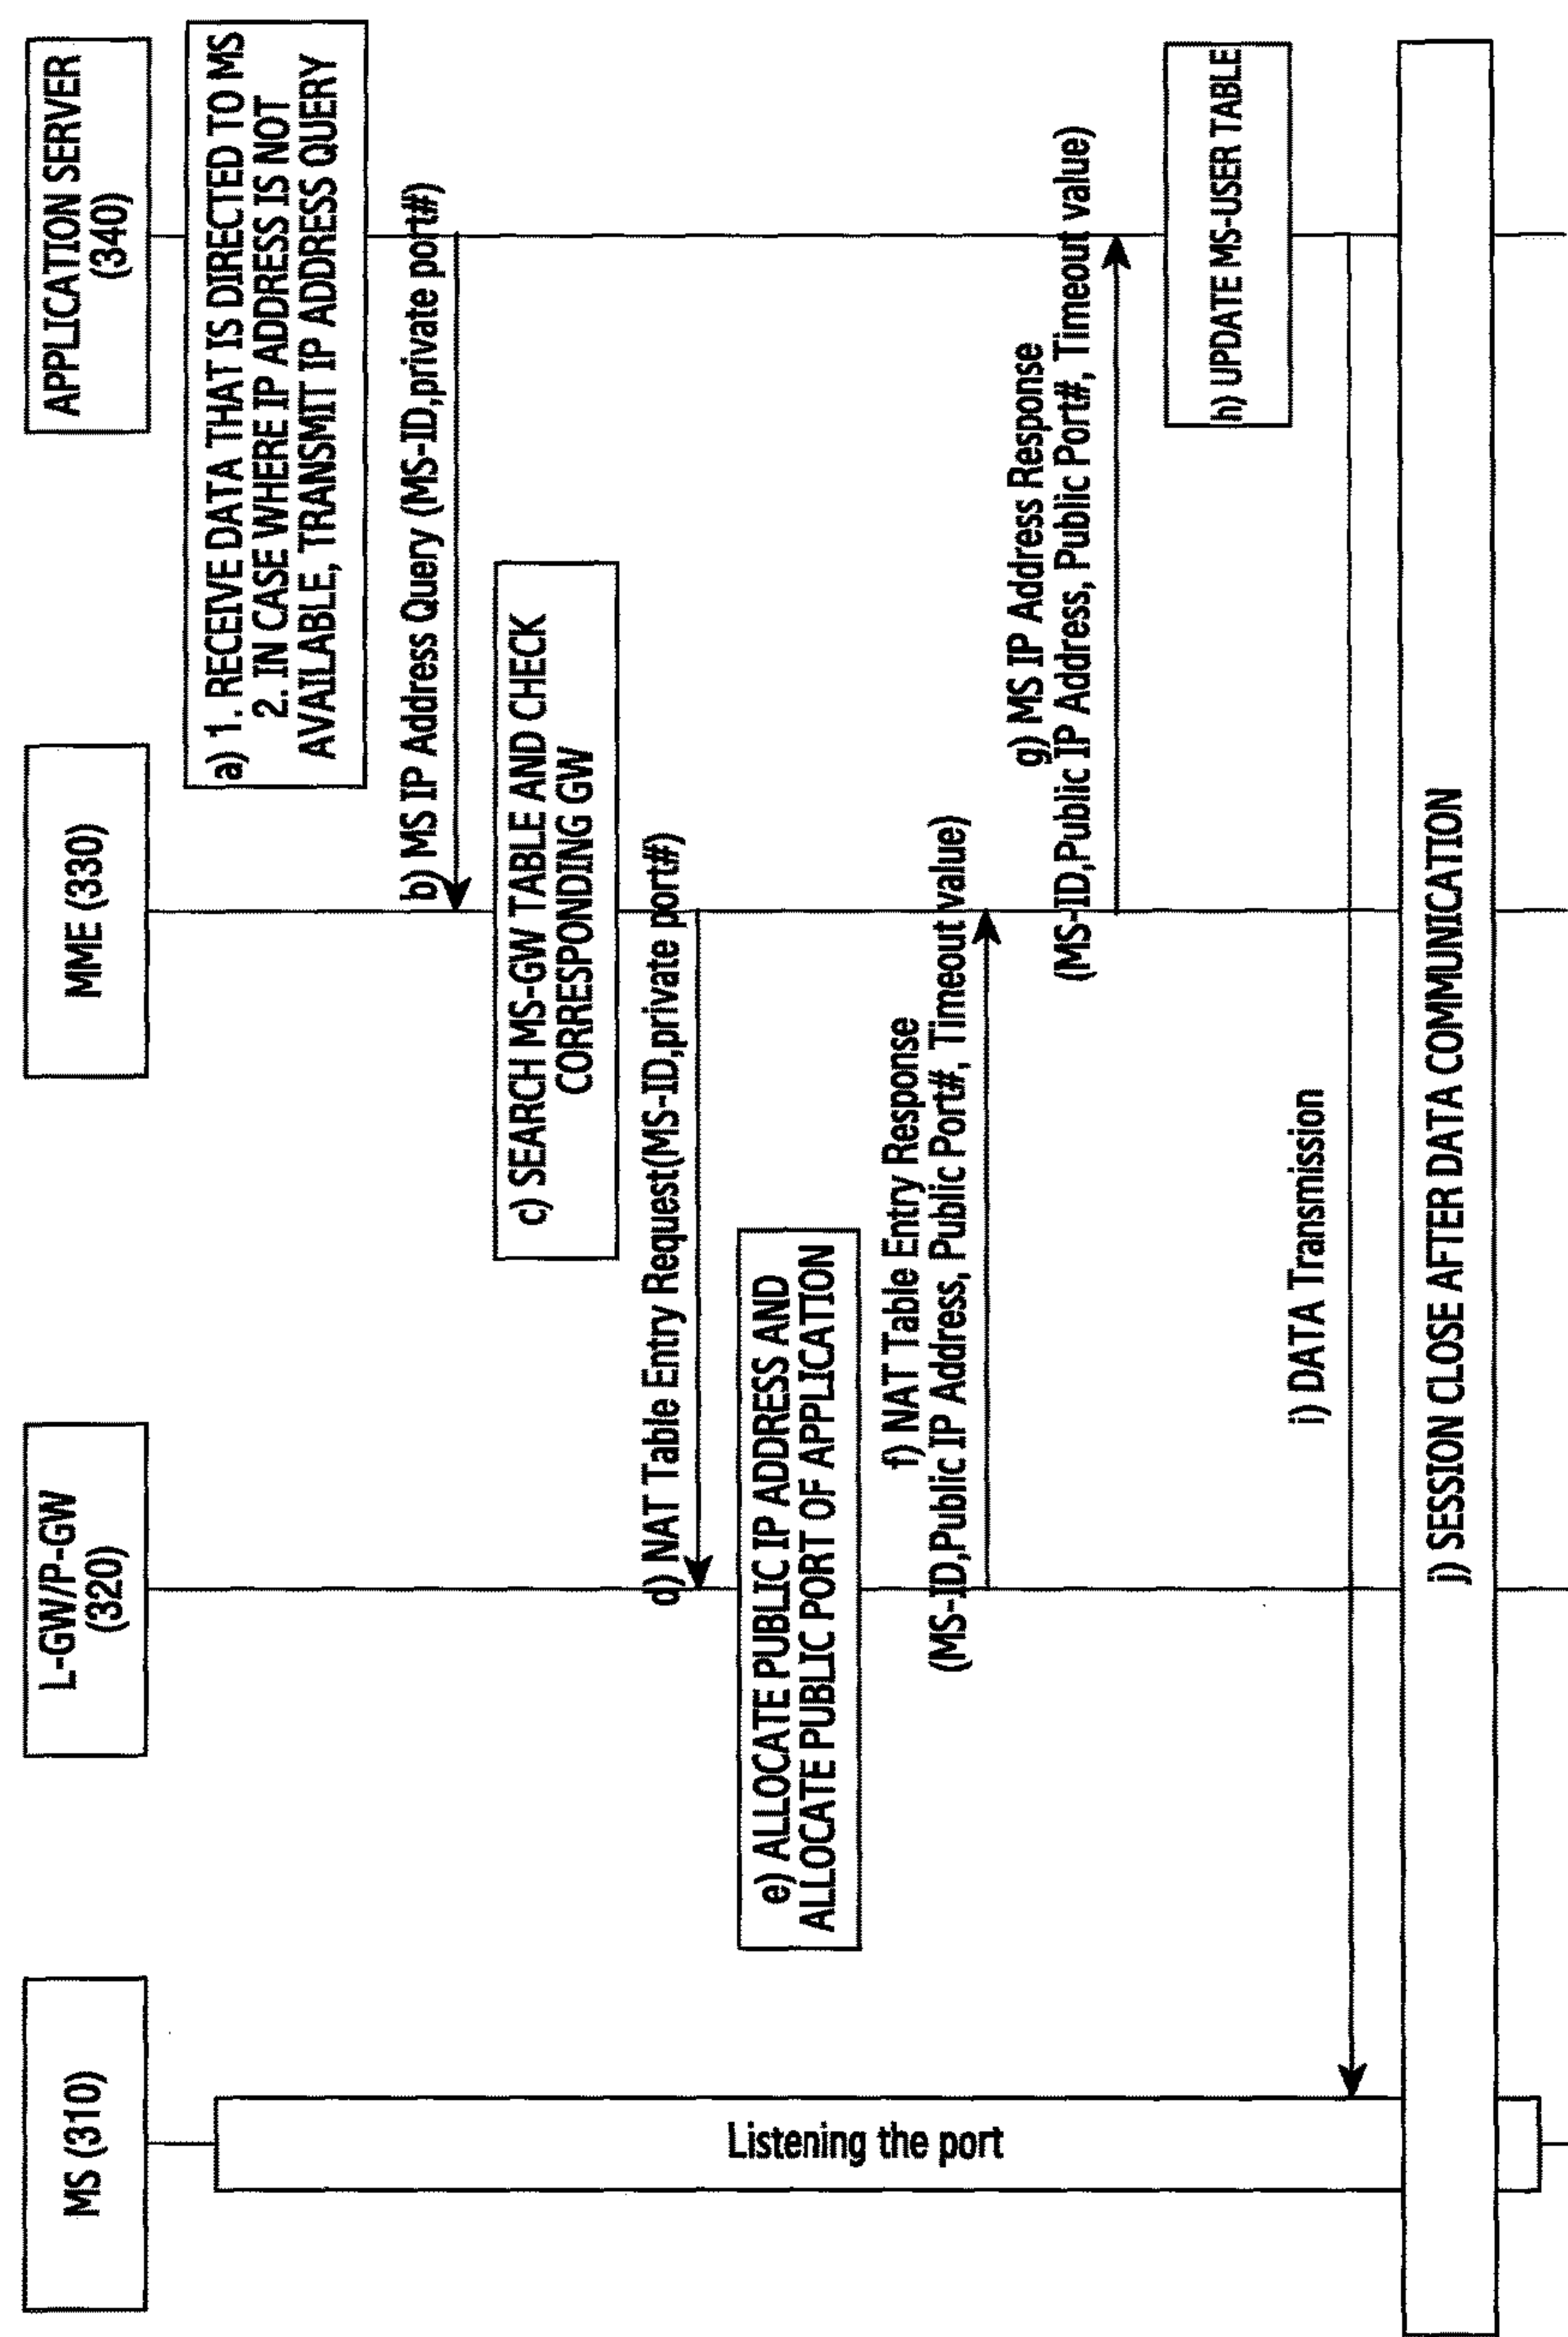 MS (310)
L-GW/P-GW
(320)
MME (330)
APPLICATION SERVER
(340)
a) 1. RECEIVE DATA THAT IS DIRECTED TO MS
2. IN CASE WHERE IP ADDRESS IS NOT
AVAILABLE, TRANSMIT IP ADDRESS QUERY
b) MS IP Address Query (MS-ID,private port#)
c) SEARCH MS-GW TABLE AND CHECK
CORRESPONDING GW
d) NAT Table Entry Request(MS-ID,private port#)
e) ALLOCATE PUBLIC IP ADDRESS AND
ALLOCATE PUBLIC PORT OF APPLICATION
f) NAT Table Entry Response
(MS-ID,Public IP Address, Public Port#, Timeout value)
g) MS IP Address Response
(MS-ID,Public IP Address, Public Port#, Timeout value)
h) UPDATE MS-USER TABLE
i) DATA Transmission
Listening the port
j) SESSION CLOSE AFTER DATA COMMUNICATION